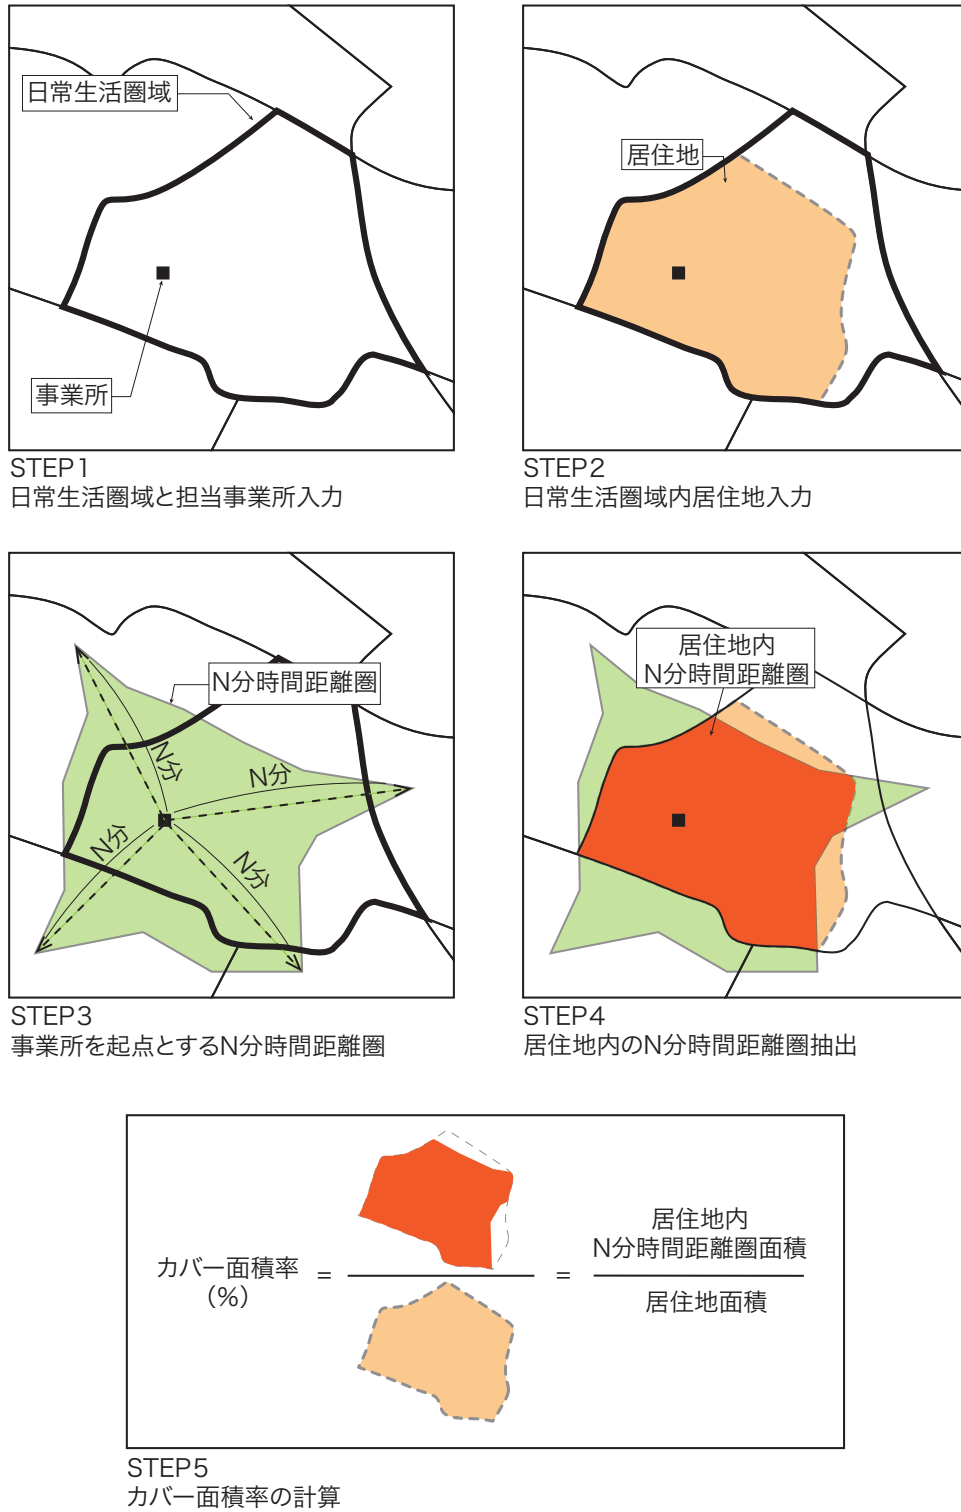 日常生活圏域
事業所
STEP1
日常生活圏域と担当事業所入力
居住地
STEP2
日常生活圏域内居住地入力
N分時間距離圏
N分
N分
N分
N分
STEP3
事業所を起点とするN分時間距離圏
居住地内
N分時間距離圏
STEP4
居住地内のN分時間距離圏抽出
カバー面積率
(%)
=
=
居住地内
N分時間距離圏面積
居住地面積
STEP5
カバー面積率の計算